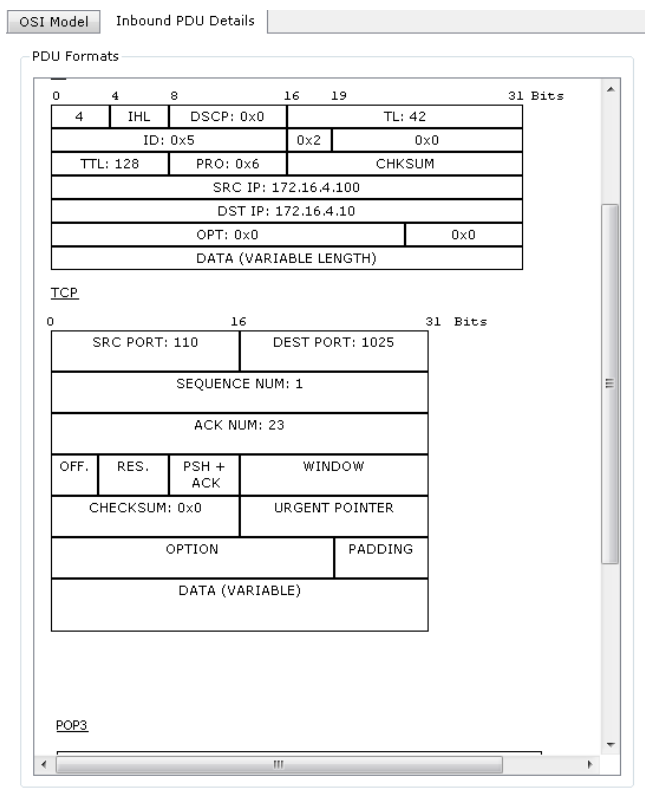 OSI Model Inbound PDU Details
PDU Formats
0 4 8 16 19 31 Bits
4 IHL DSCP: 0x0 TL: 42
ID: 0x5 0x2 0x0
TTL: 128 PRO: 0x6 CHKSUM
SRC IP: 172.16.4.100
DST IP: 172.16.4.10
OPT: 0x0 0x0
DATA (VARIABLE LENGTH)
TCP
0 16 31 Bits
SRC PORT: 110 DEST PORT: 1025
SEQUENCE NUM: 1
ACK NUM: 23
OFF. RES. PSH + WINDOW
ACK
CHECKSUM: 0x0 URGENT POINTER
OPTION PADDING
DATA (VARIABLE)
POP3